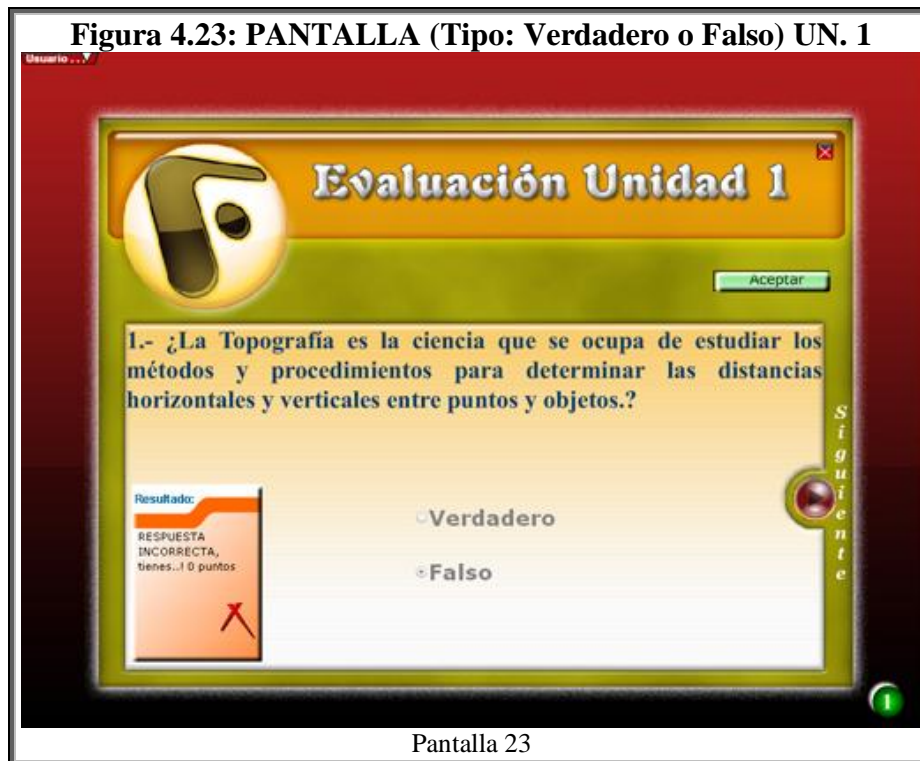 Figura 4.23: PANTALLA (Tipo: Verdadero o Falso) UN. 1
Usuario . . .
Evaluación Unidad 1
Aceptar
1.- ¿La Topografía es la ciencia que se ocupa de estudiar los
métodos y procedimientos para determinar las distancias
horizontales y verticales entre puntos y objetos.?
Siguiente
Resultado:
RESPUESTA
INCORRECTA,
tienes..! 0 puntos
Verdadero
Falso
1
Pantalla 23